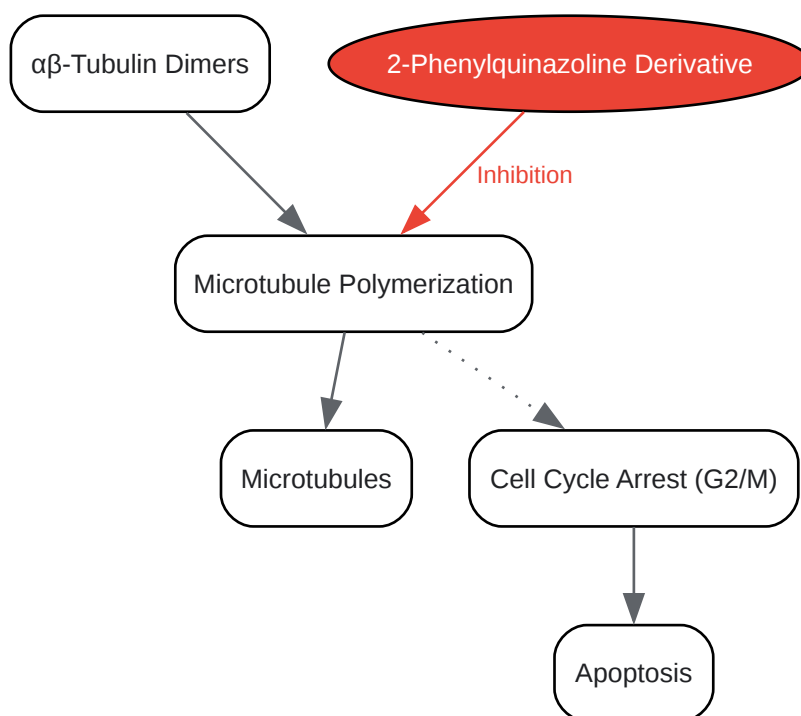 αβ-Tubulin Dimers
2-Phenylquinazoline Derivative
Inhibition
Microtubule Polymerization
Microtubules
Cell Cycle Arrest (G2/M)
Apoptosis